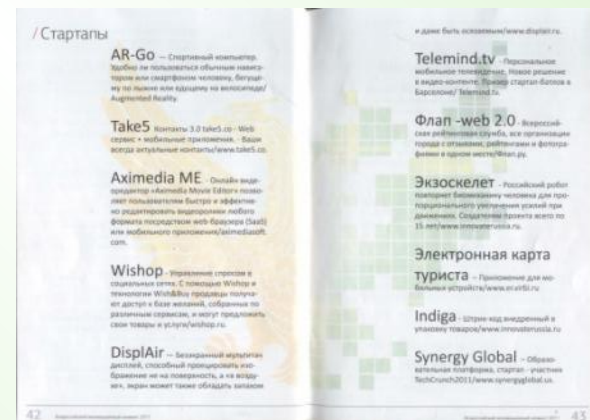 /Стартапы
AR-Go — Спортивный компьютер.
Удобно ли пользоваться обычным навига-
тором или смартфоном человеку, бегуще-
му по лыжне или едущему на велосипеде/
Augmented Reality.
Take5 Контакты 3.0 take5.co - Web
сервис + мобильные приложения. - Ваши
всегда актуальные контакты/www.take5.co.
Aximedia ME - Онлайн виде-
оредактор «Aximedia Movie Editor» позво-
ляет пользователям быстро и эффектив-
но редактировать видеоролики любого
формата посредством web-браузера (SaaS)
или мобильного приложения/aximediasoft.
com.
Wishop - Управление спросом в
социальных сетях. С помощью Wishop и
технологии Wish&Buy продавцы получа-
ют доступ к базе желаний, собранных по
различным сервисам, и могут предложить
свои товары и услуги/wishop.ru.
DisplAir — Безэкранный мультитач
дисплей, способный проецировать изо-
бражение не на поверхность, а «в возду-
хе», экран может также обладать запахом
42
и даже быть осязаемым/www.displair.ru.
Telemind.tv - Персональное
мобильное телевидение. Новое решение
в видео-контенте. Призер стартап-батлов в
Барселоне/ Telemind.tv.
Флап -web 2.0 - Всероссий-
ская рейтинговая служба, все организации
города с отзывами, рейтингами и фотогра-
фиями в одном месте/Флап.ру.
Экзоскелет - Российский робот
повторяет биомеханику человека для про-
порционального увеличения усилий при
движениях. Создателям проекта всего по
15 лет/www.innovaterussia.ru.
Электронная карта
туриста — Приложение для мо-
бильных устройств/www.er.virbi.ru
Indiga - Штрих-код внедренный в
упаковку товаров/www.innovaterussia.ru
Synergy Global — Образо-
вательная платформа, стартап - участник
TechCrunch2011/www.synergyglobal.us.
43